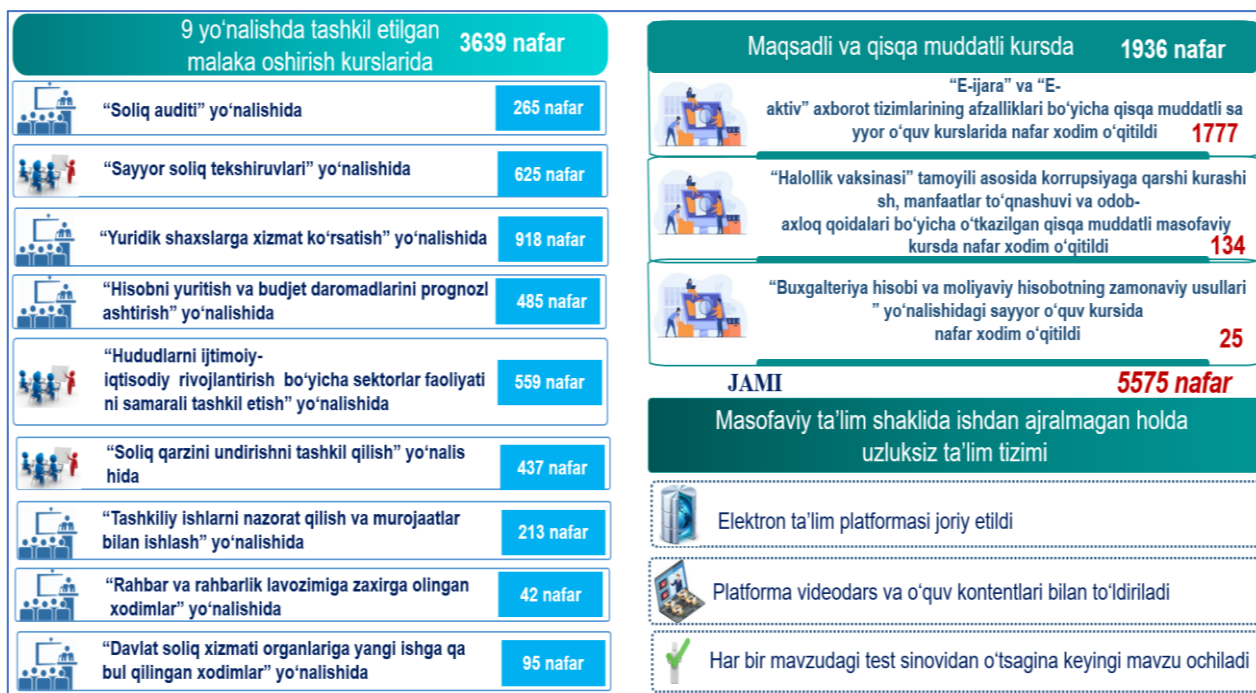 9 yo‘nalishda tashkil etilgan
malaka oshirish kurslarida
3639 nafar
“Soliq auditi” yo‘nalishida
265 nafar
“Sayyor soliq tekshiruvlari” yo‘nalishida
625 nafar
“Yuridik shaxslarga xizmat ko‘rsatish” yo‘nalishida
918 nafar
“Hisobni yuritish va budjet daromadlarini prognozl
ashtirish” yo‘nalishida
485 nafar
“Hududlarni ijtimoiy-
iqtisodiy rivojlantirish bo‘yicha sektorlar faoliyati
ni samarali tashkil etish” yo‘nalishida
559 nafar
“Soliq qarzini undirishni tashkil qilish” yo‘nalis
hida
437 nafar
“Tashkiliy ishlarni nazorat qilish va murojaatlar
bilan ishlash” yo‘nalishida
213 nafar
“Rahbar va rahbarlik lavozimiga zaxirga olingan
xodimlar” yo‘nalishida
42 nafar
“Davlat soliq xizmati organlariga yangi ishga qa
bul qilingan xodimlar” yo‘nalishida
95 nafar
Maqsadli va qisqa muddatli kursda
1936 nafar
“E-ijara” va “E-
aktiv” axborot tizimlarining afzalliklari bo‘yicha qisqa muddatli sa
yyor o‘quv kurslarida nafar xodim o‘qitildi
1777
“Halollik vaksinasi” tamoyili asosida korrupsiyaga qarshi kurashi
sh, manfaatlar to‘qnashuvi va odob-
axloq qoidalari bo‘yicha o‘tkazilgan qisqa muddatli masofaviy
kursda nafar xodim o‘qitildi
134
“Buxgalteriya hisobi va moliyaviy hisobotning zamonaviy usullari
” yo‘nalishidagi sayyor o‘quv kursida
nafar xodim o‘qitildi
25
JAMI
5575 nafar
Masofaviy ta’lim shaklida ishdan ajralmagan holda
uzluksiz ta’lim tizimi
Elektron ta’lim platformasi joriy etildi
Platforma videodars va o‘quv kontentlari bilan to‘ldiriladi
Har bir mavzudagi test sinovidan o‘tsagina keyingi mavzu ochiladi